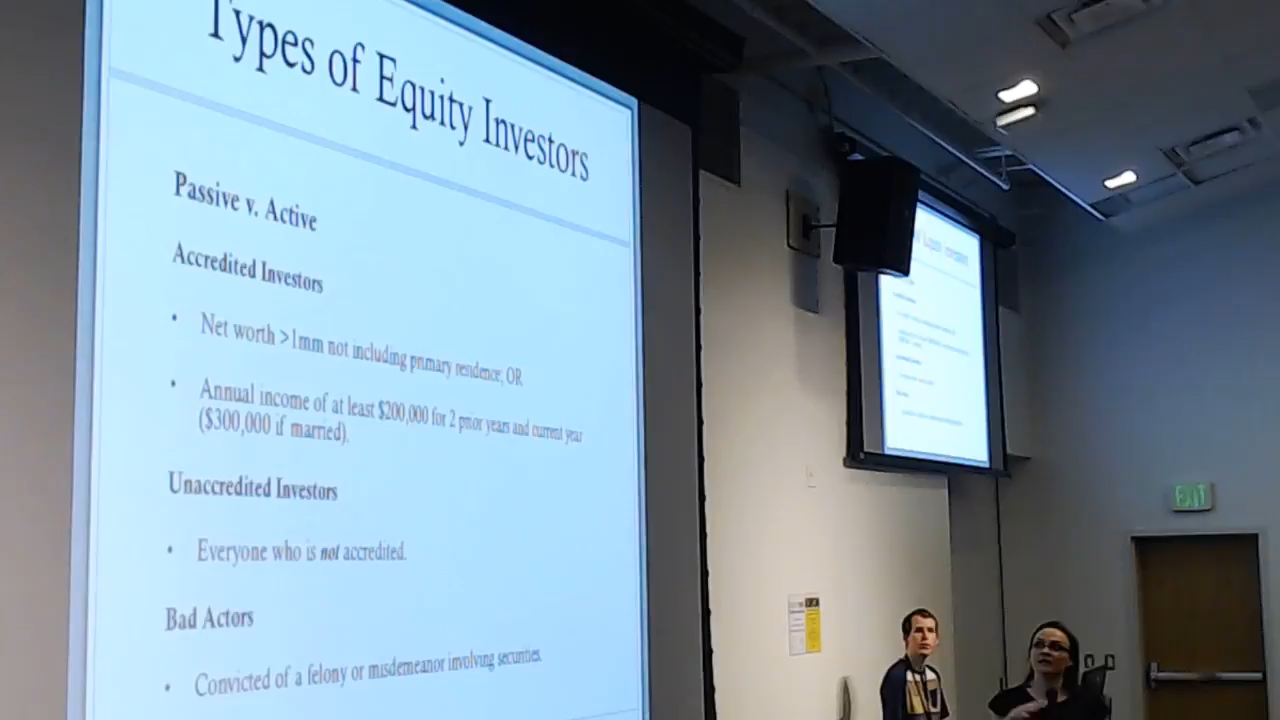 Types of Equity Investors
Passive v. Active
Accredited Investors
• Net worth >1mm not including primary residence; OR
• Annual income of at least $200,000 for 2 prior years and current year
($300,000 if married).
Unaccredited Investors
• Everyone who is not accredited.
Bad Actors
• Convicted of a felony or misdemeanor involving securities.
EXIT